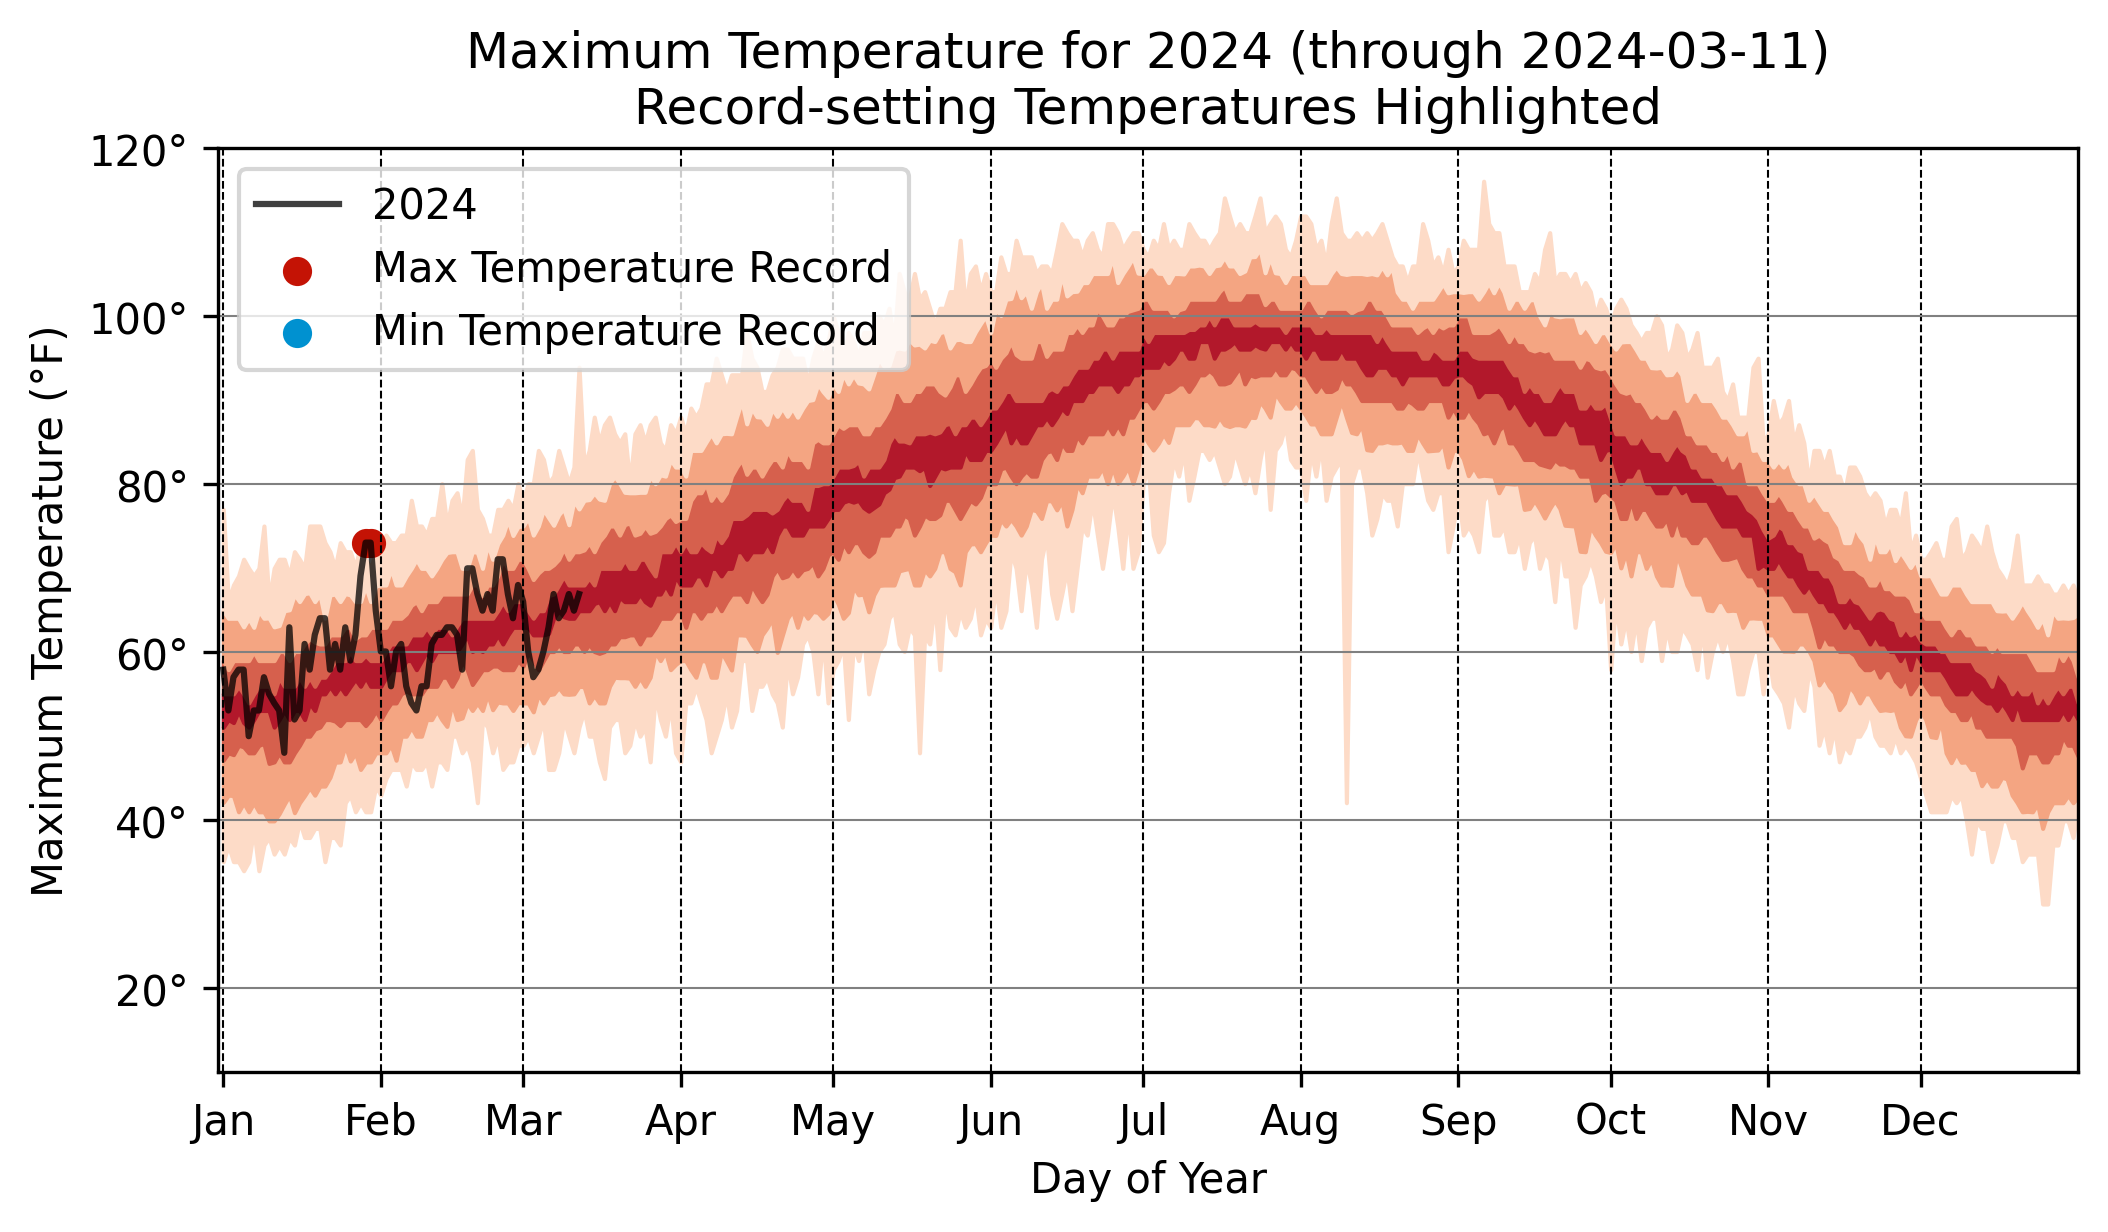 Maximum Temperature for 2024 (through 2024-03-11)
Record-setting Temperatures Highlighted
120°
100°
80°
60°
40°
20°
Maximum Temperature (°F)
2024
Max Temperature Record
Min Temperature Record
Jan Feb Mar Apr May Jun Jul Aug Sep Oct Nov Dec
Day of Year